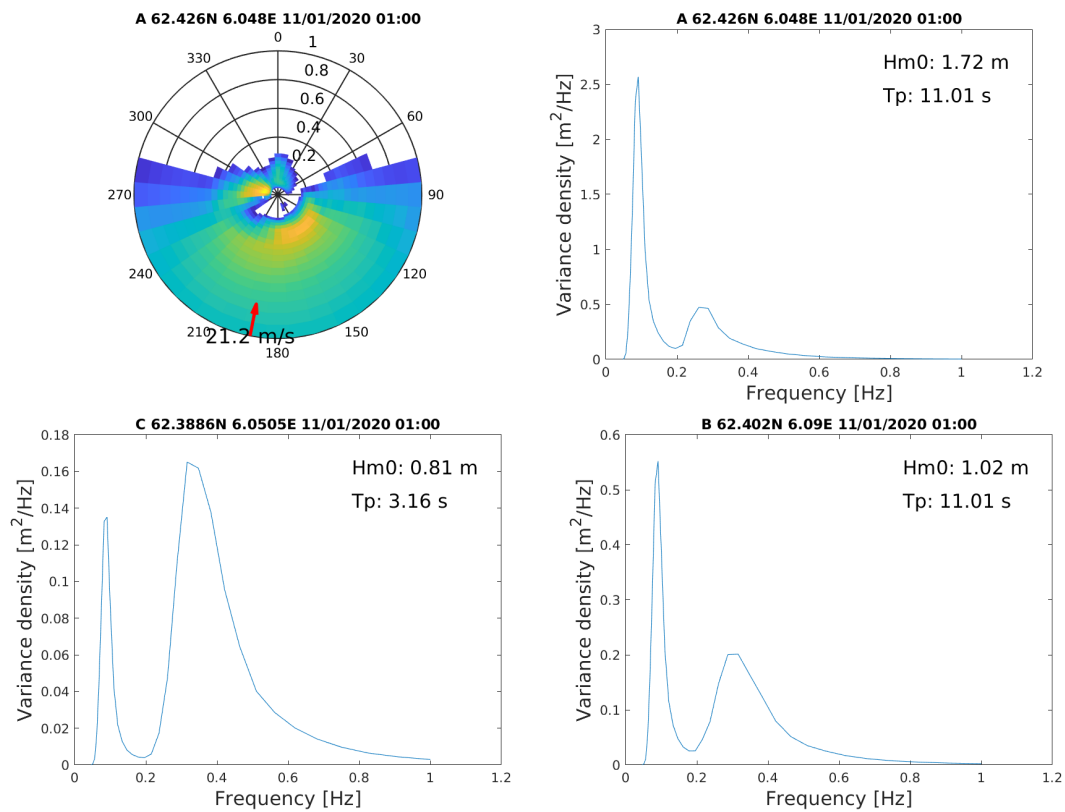 A 62.426N 6.048E 11/01/2020 01:00
0
1
330
30
0.8
300
0.6
60
0.4
0.2
270
90
240
120
210
21.2 m/s
150
180
A 62.426N 6.048E 11/01/2020 01:00
3
2.5
2
1.5
1
0.5
0
Variance density [m²/Hz]
Hm0: 1.72 m
Tp: 11.01 s
0 0.2 0.4 0.6 0.8 1 1.2
Frequency [Hz]
C 62.3886N 6.0505E 11/01/2020 01:00
0.18
0.16
0.14
0.12
0.1
0.08
0.06
0.04
0.02
0
Variance density [m²/Hz]
Hm0: 0.81 m
Tp: 3.16 s
0 0.2 0.4 0.6 0.8 1 1.2
Frequency [Hz]
B 62.402N 6.09E 11/01/2020 01:00
0.6
0.5
0.4
0.3
0.2
0.1
0
Variance density [m²/Hz]
Hm0: 1.02 m
Tp: 11.01 s
0 0.2 0.4 0.6 0.8 1 1.2
Frequency [Hz]